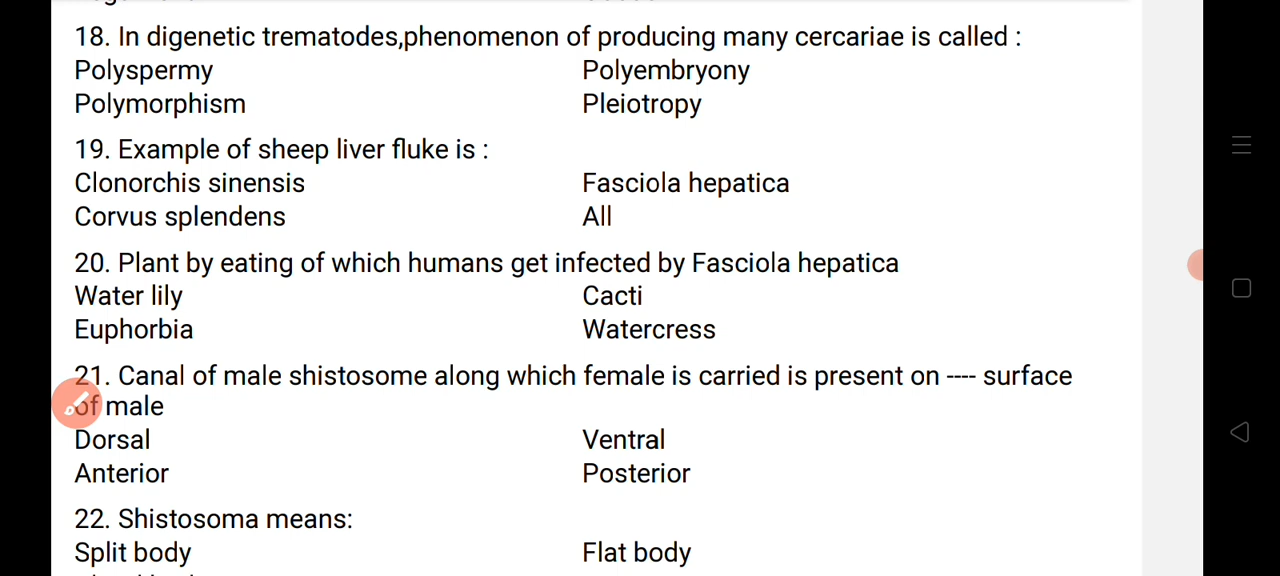 18. In digenetic trematodes,phenomenon of producing many cercariae is called :
Polyspermy Polyembryony
Polymorphism Pleiotropy
19. Example of sheep liver fluke is :
Clonorchis sinensis Fasciola hepatica
Corvus splendens All
20. Plant by eating of which humans get infected by Fasciola hepatica
Water lily Cacti
Euphorbia Watercress
21. Canal of male shistosome along which female is carried is present on ---- surface
of male
Dorsal Ventral
Anterior Posterior
22. Shistosoma means:
Split body Flat body